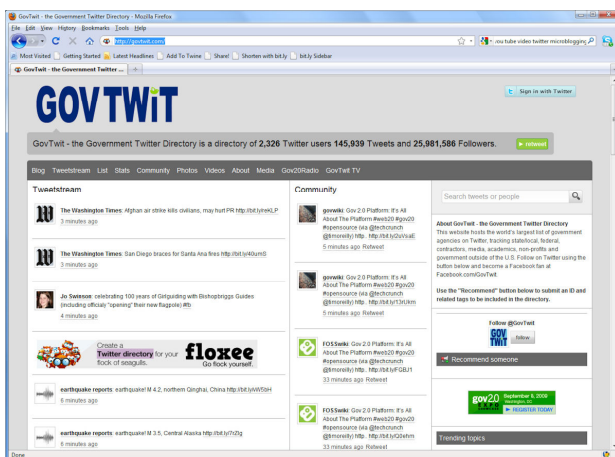 GovTwit - the Government Twitter Directory - Mozilla Firefox
File Edit View History Bookmarks Tools Help
http://govtwit.com/
you tube video twitter microblogging
Most Visited Getting Started Latest Headlines Add To Twine Share! Shorten with bit.ly bit.ly Sidebar
GovTwit - the Government Twitter ...
GOVTWiT
Sign in with Twitter
GovTwit - the Government Twitter Directory is a directory of 2,326 Twitter users 145,939 Tweets and 25,981,586 Followers.
retweet
Blog Tweetstream List Stats Community Photos Videos About Media Gov20Radio GovTwit TV
Tweetstream
The Washington Times: Afghan air strike kills civilians, may hurt PR http://bit.ly/reKLP
3 minutes ago
The Washington Times: San Diego braces for Santa Ana fires http://bit.ly/40umS
3 minutes ago
Jo Swinson: celebrating 100 years of Girlguiding with Bishopbriggs Guides
(including officialy "opening" their new flagpole) #fb
4 minutes ago
Create a
Twitter directory for your
flock of seagulls.
floxee
Go flock yourself.
earthquake reports: earthquake! M 4.2, northern Qinghai, China
6 minutes ago
earthquake reports: earthquake! M 3.5, Central Alaska
6 minutes ago
Community
govwiki: Gov 2.0 Platform: It's All
About The Platform #web20 #gov20
#opensource (via @techcrunch
@timoreilly) http..
5 minutes ago Retweet
govwiki: Gov 2.0 Platform: It's All
About The Platform #web20 #gov20
#opensource (via @techcrunch
@timoreilly) http..
5 minutes ago Retweet
FOSSwiki: Gov 2.0 Platform: It's All
About The Platform #web20 #gov20
#opensource (via @techcrunch
@timoreilly) http..
33 minutes ago Retweet
FOSSwiki: Gov 2.0 Platform: It's All
About The Platform #web20 #gov20
#opensource (via @techcrunch
@timoreilly) http..
33 minutes ago Retweet
Search tweets or people
About GovTwit - the Government Twitter Directory
This website hosts the world's largest list of government
agencies on Twitter, tracking state/local, federal,
contractors, media, academics, non-profits and
government outside of the U.S. Follow on Twitter using the
button below and become a Facebook fan at
Facebook.com/GovTwit.
Use the "Recommend" button below to submit an ID and
related tags to be included in the directory.
Follow @GovTwit
GOV
TWiT
follow
Recommend someone
gov20
EXPO
September 8, 2009
Washington, DC
REGISTER TODAY
Trending topics
Done